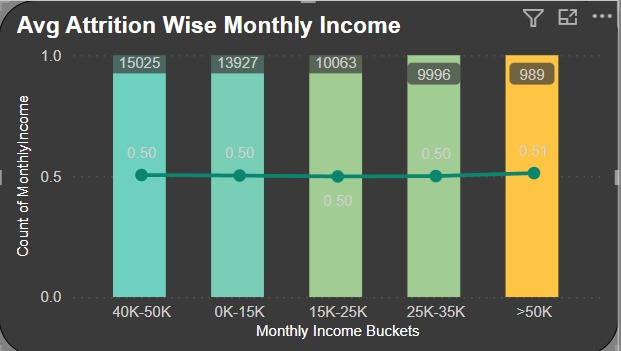 Avg Attrition Wise Monthly Income
Count of MonthlyIncome
1.0
0.5
0.0
15025 13927 10063 9996 989
0.50 0.50 0.50 0.50 0.51
40K-50K 0K-15K 15K-25K 25K-35K >50K
Monthly Income Buckets